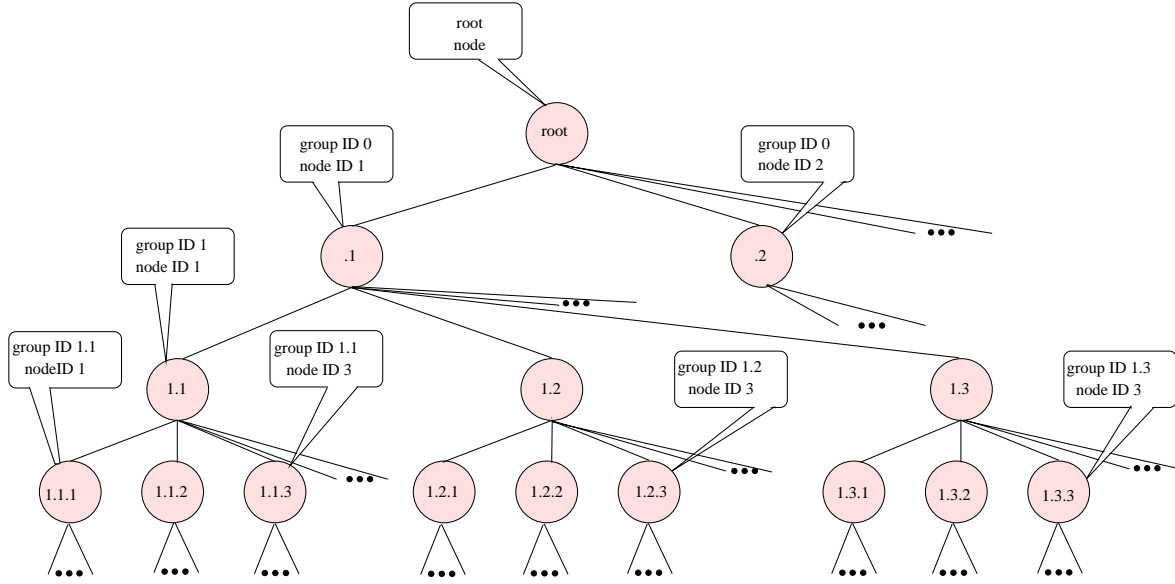 root
node
root
group ID 0
node ID 1
group ID 0
node ID 2
.1
.2
group ID 1
node ID 1
group ID 1.1
nodeID 1
group ID 1.1
node ID 3
group ID 1.2
node ID 3
group ID 1.3
node ID 3
1.1
1.2
1.3
1.1.1
1.1.2
1.1.3
1.2.1
1.2.2
1.2.3
1.3.1
1.3.2
1.3.3